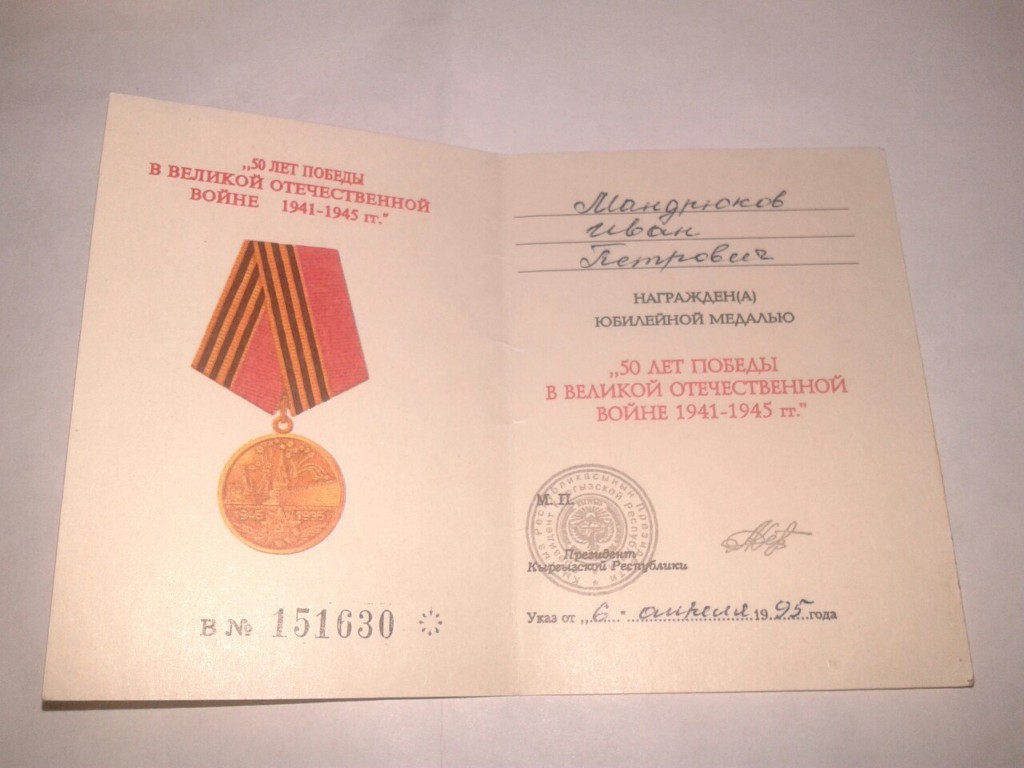 „50 ЛЕТ ПОБЕДЫ
В ВЕЛИКОЙ ОТЕЧЕСТВЕННОЙ
ВОЙНЕ 1941-1945 гг."
1945 1995
В № 151630
Мандрюков
Иван
Петрович
НАГРАЖДЕН(А)
ЮБИЛЕЙНОЙ МЕДАЛЬЮ
„50 ЛЕТ ПОБЕДЫ
В ВЕЛИКОЙ ОТЕЧЕСТВЕННОЙ
ВОЙНЕ 1941-1945 гг."
М. П.
Президент
Кыргызской Республики
Указ от „6" апреля 1995 года